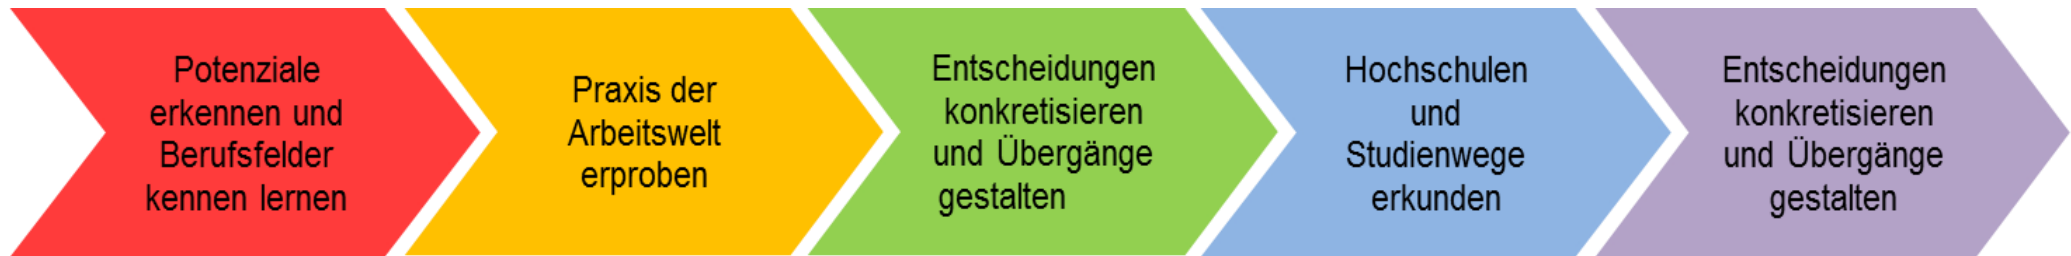 Potenziale
erkennen und
Berufsfelder
kennen lernen
Praxis der
Arbeitswelt
erproben
Entscheidungen
konkretisieren
und Übergänge
gestalten
Hochschulen
und
Studienwege
erkunden
Entscheidungen
konkretisieren
und Übergänge
gestalten